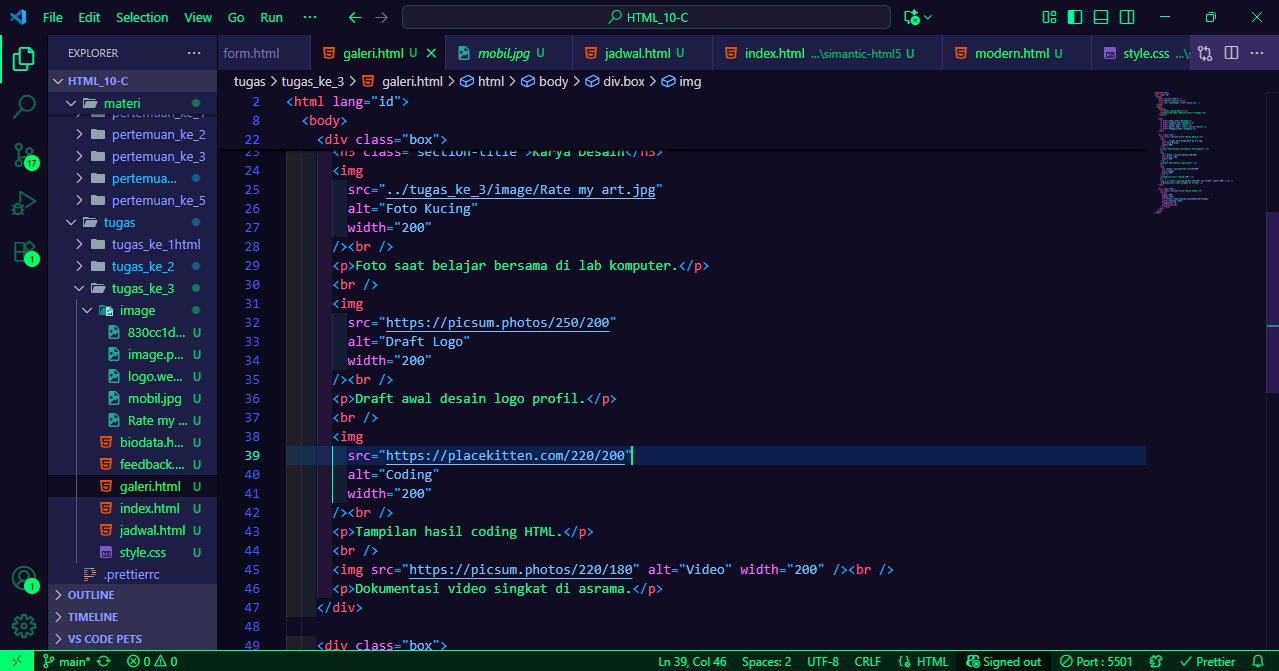 File Edit Selection View Go Run ··· HTML_10-C
EXPLORER ···
HTML_10-C
materi
pertemuan_ke_1
pertemuan_ke_2
pertemuan_ke_3
pertemua...
pertemuan_ke_5
tugas
tugas_ke_1html
tugas_ke_2
tugas_ke_3
image
830cc1d... U
image.p... U
logo.we... U
mobil.jpg U
Rate my ... U
biodata.h... U
feedback.... U
galeri.html U
index.html U
jadwal.html U
style.css U
.prettierrc
OUTLINE
TIMELINE
VS CODE PETS
17
1
1
form.html galeri.html U mobil.jpg U jadwal.html U index.html ...\simantic-html5 U modern.html U style.css ...\
tugas > tugas_ke_3 > galeri.html > html > body > div.box > img
2 <html lang="id">
8 <body>
22 <div class="box">
23 <h3 class="section-title">Karya Desain</h3>
24 <img
25 src="../tugas_ke_3/image/Rate my art.jpg"
26 alt="Foto Kucing"
27 width="200"
28 /><br />
29 <p>Foto saat belajar bersama di lab komputer.</p>
30 <br />
31 <img
32 src="https://picsum.photos/250/200"
33 alt="Draft Logo"
34 width="200"
35 /><br />
36 <p>Draft awal desain logo profil.</p>
37 <br />
38 <img
39 src="https://placekitten.com/220/200"
40 alt="Coding"
41 width="200"
42 /><br />
43 <p>Tampilan hasil coding HTML.</p>
44 <br />
45 <img src="https://picsum.photos/220/180" alt="Video" width="200" /><br />
46 <p>Dokumentasi video singkat di asrama.</p>
47 </div>
48
49 <div class="box">
main* 0 0 Ln 39, Col 46 Spaces: 2 UTF-8 CRLF {} HTML Signed out Port : 5501 Prettier